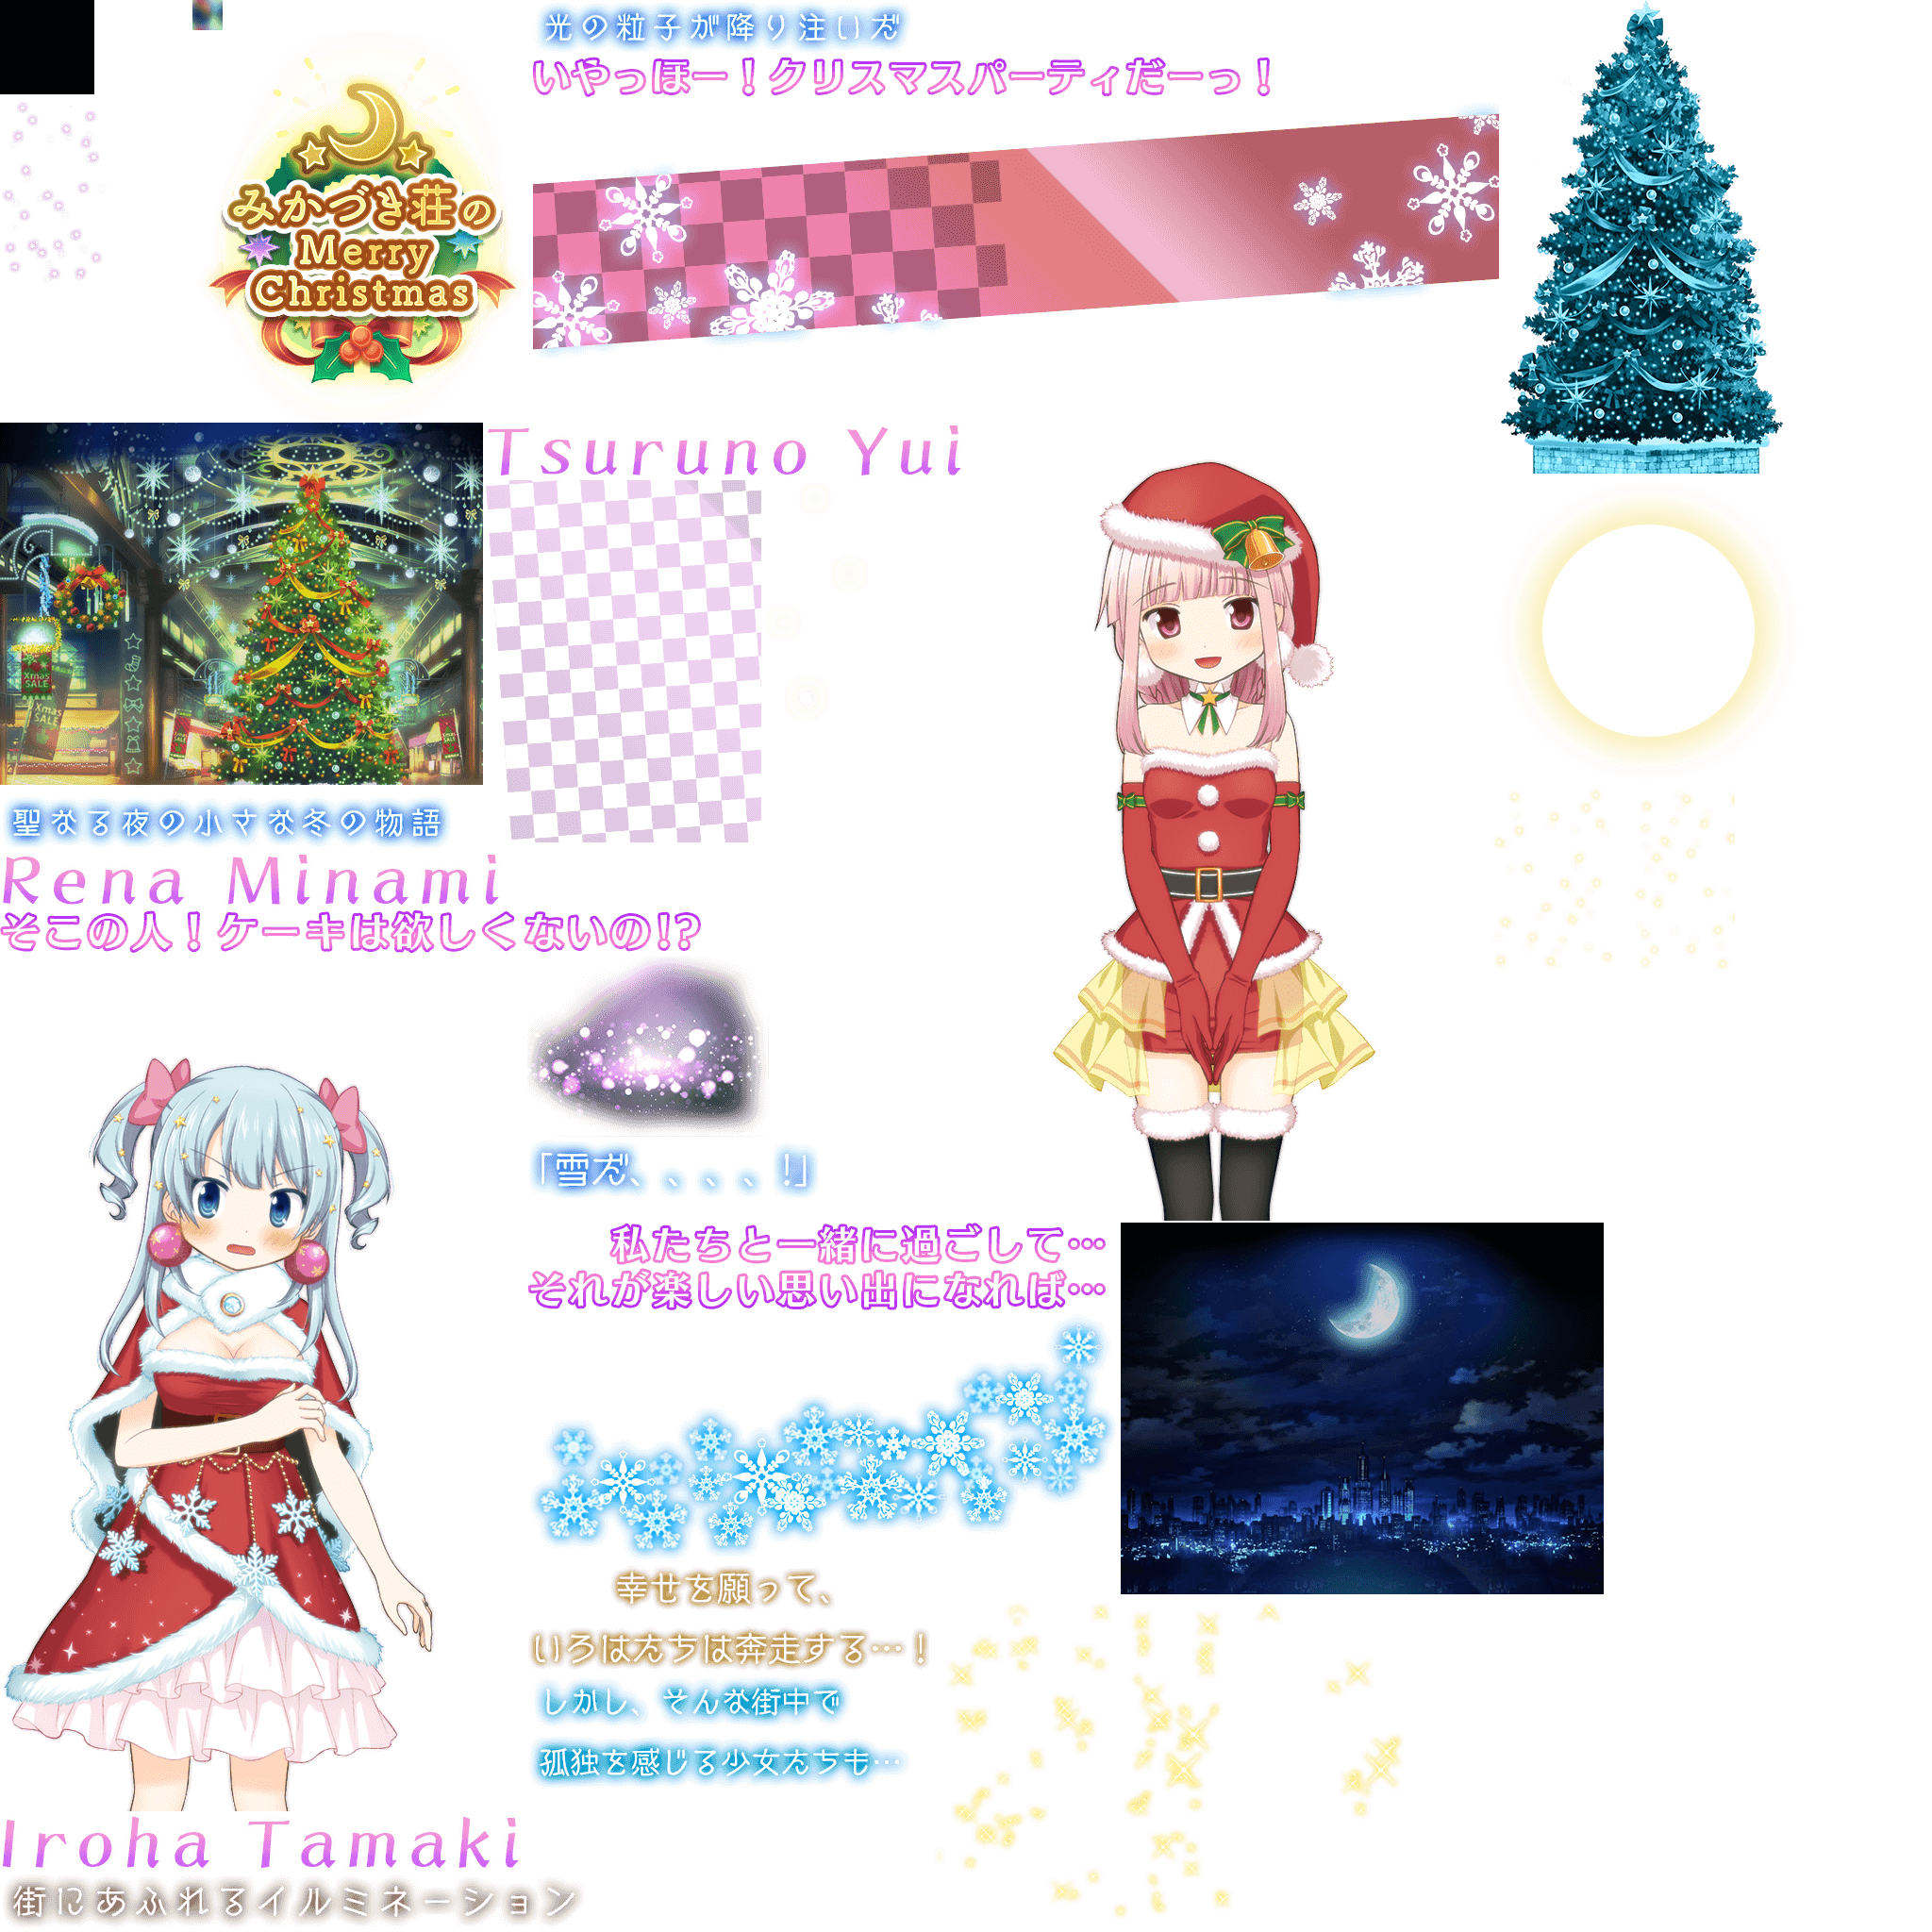 光の粒子が降り注いだ
いやっほー！クリスマスパーティだーっ！
みかづき荘の
Merry
Christmas
Tsuruno Yui
Xmas
SALE
Xmas
SALE
SALE
聖なる夜の小さな冬の物語
Rena Minami
そこの人！ケーキは欲しくないの!?
「雪だ、、、、！」
私たちと一緒に過ごして…
それが楽しい思い出になれば…
幸せを願って、
いろはたちは奔走する…！
しかし、そんな街中で
孤独を感じる少女たちも…
Iroha Tamaki
街にあふれるイルミネーション